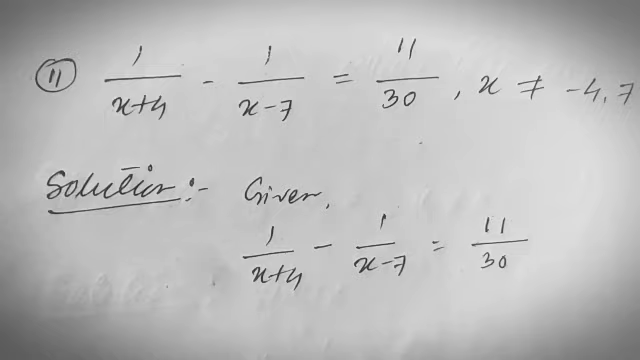 (11) 1/(x+4) - 1/(x-7) = 11/30, x ≠ -4, 7
Solution:- Given,
1/(x+4) - 1/(x-7) = 11/30